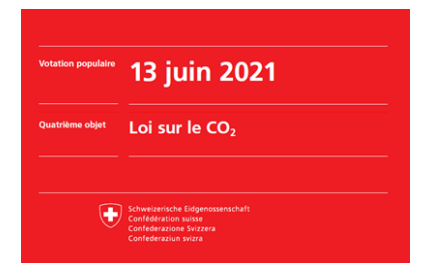 Votation populaire 13 juin 2021
Quatrième objet Loi sur le CO₂
Schweizerische Eidgenossenschaft
Confédération suisse
Confederazione Svizzera
Confederaziun svizra